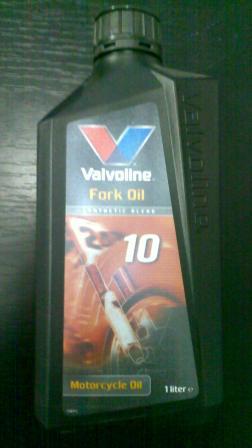 Valvoline
Fork Oil
SYNTHETIC BLEND
10
Motorcycle Oil
1 liter e
Valvoline